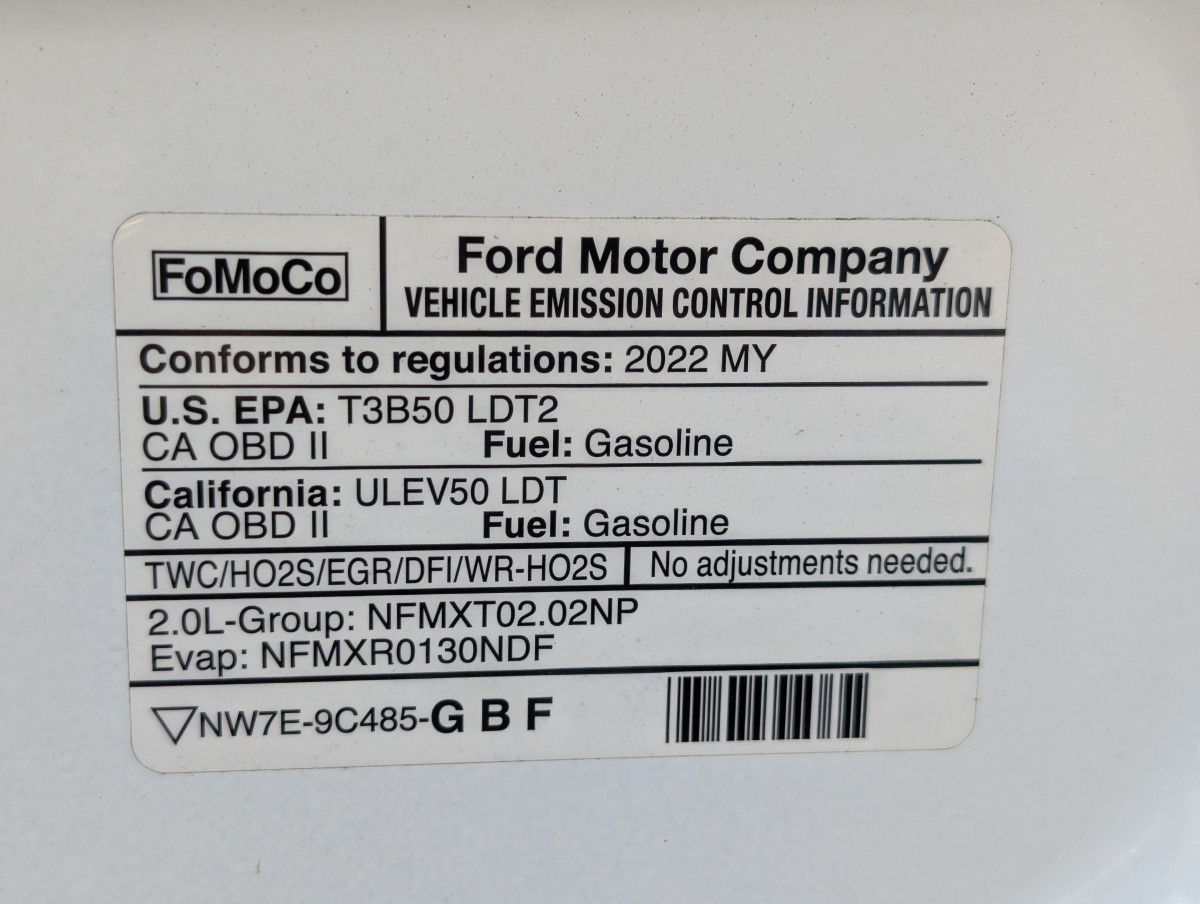 FoMoCo
Ford Motor Company
VEHICLE EMISSION CONTROL INFORMATION
Conforms to regulations: 2022 MY
U.S. EPA: T3B50 LDT2
CA OBD II Fuel: Gasoline
California: ULEV50 LDT
CA OBD II Fuel: Gasoline
TWC/HO2S/EGR/DFI/WR-HO2S No adjustments needed.
2.0L-Group: NFMXT02.02NP
Evap: NFMXR0130NDF
NW7E-9C485-G B F